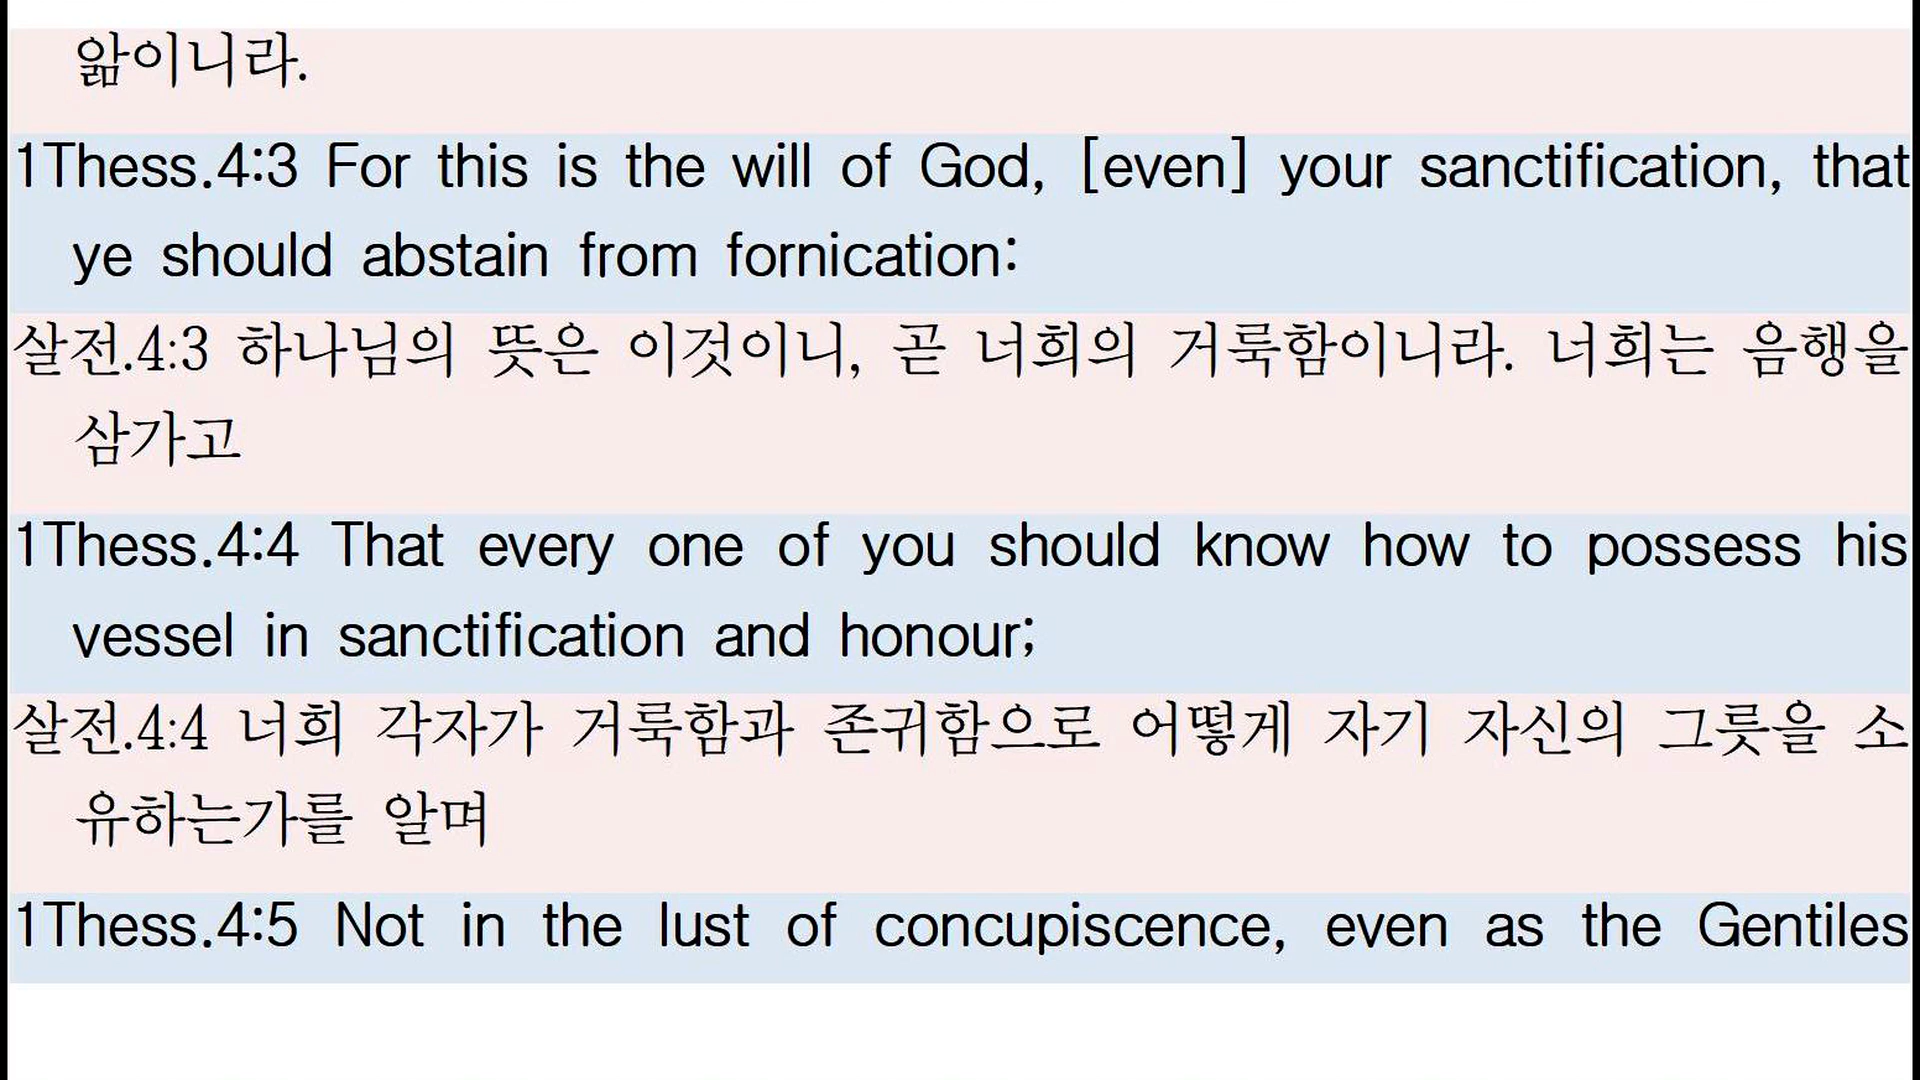 앎이니라.
1Thess.4:3 For this is the will of God, [even] your sanctification, that
ye should abstain from fornication:
살전.4:3 하나님의 뜻은 이것이니, 곧 너희의 거룩함이니라. 너희는 음행을
삼가고
1Thess.4:4 That every one of you should know how to possess his
vessel in sanctification and honour;
살전.4:4 너희 각자가 거룩함과 존귀함으로 어떻게 자기 자신의 그릇을 소
유하는가를 알며
1Thess.4:5 Not in the lust of concupiscence, even as the Gentiles